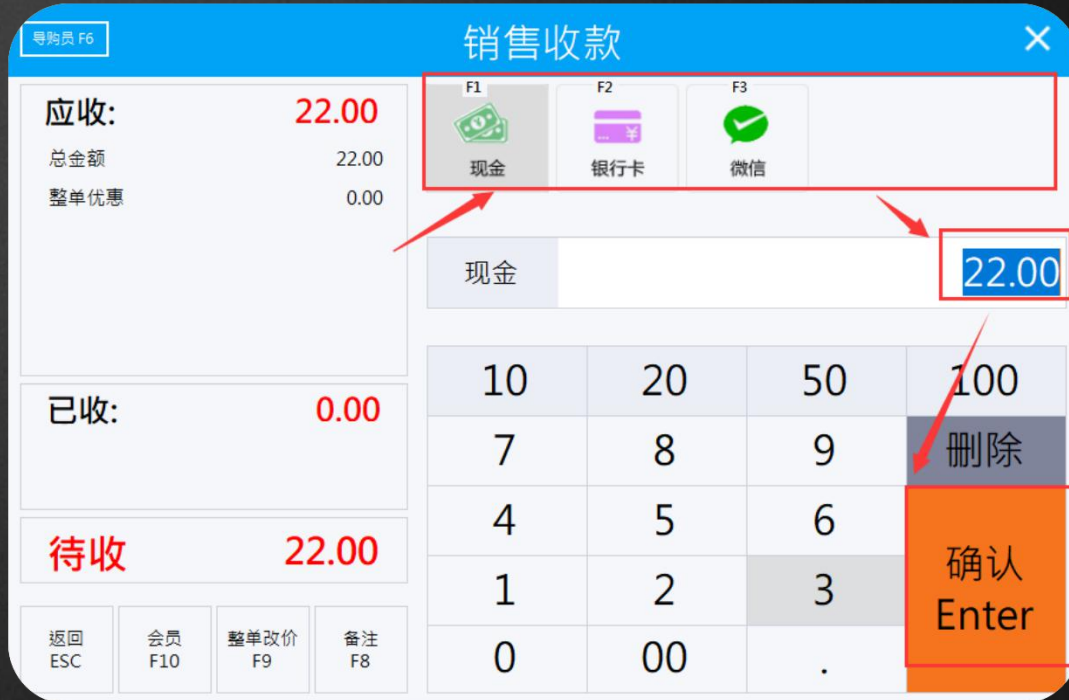 导购员 F6
销售收款
应收: 22.00
总金额 22.00
整单优惠 0.00
已收: 0.00
待收 22.00
返回
ESC
会员
F10
整单改价
F9
备注
F8
F1
现金
F2
银行卡
F3
微信
现金 22.00
10 20 50 100
7 8 9 删除
4 5 6
1 2 3
0 00 .
确认
Enter